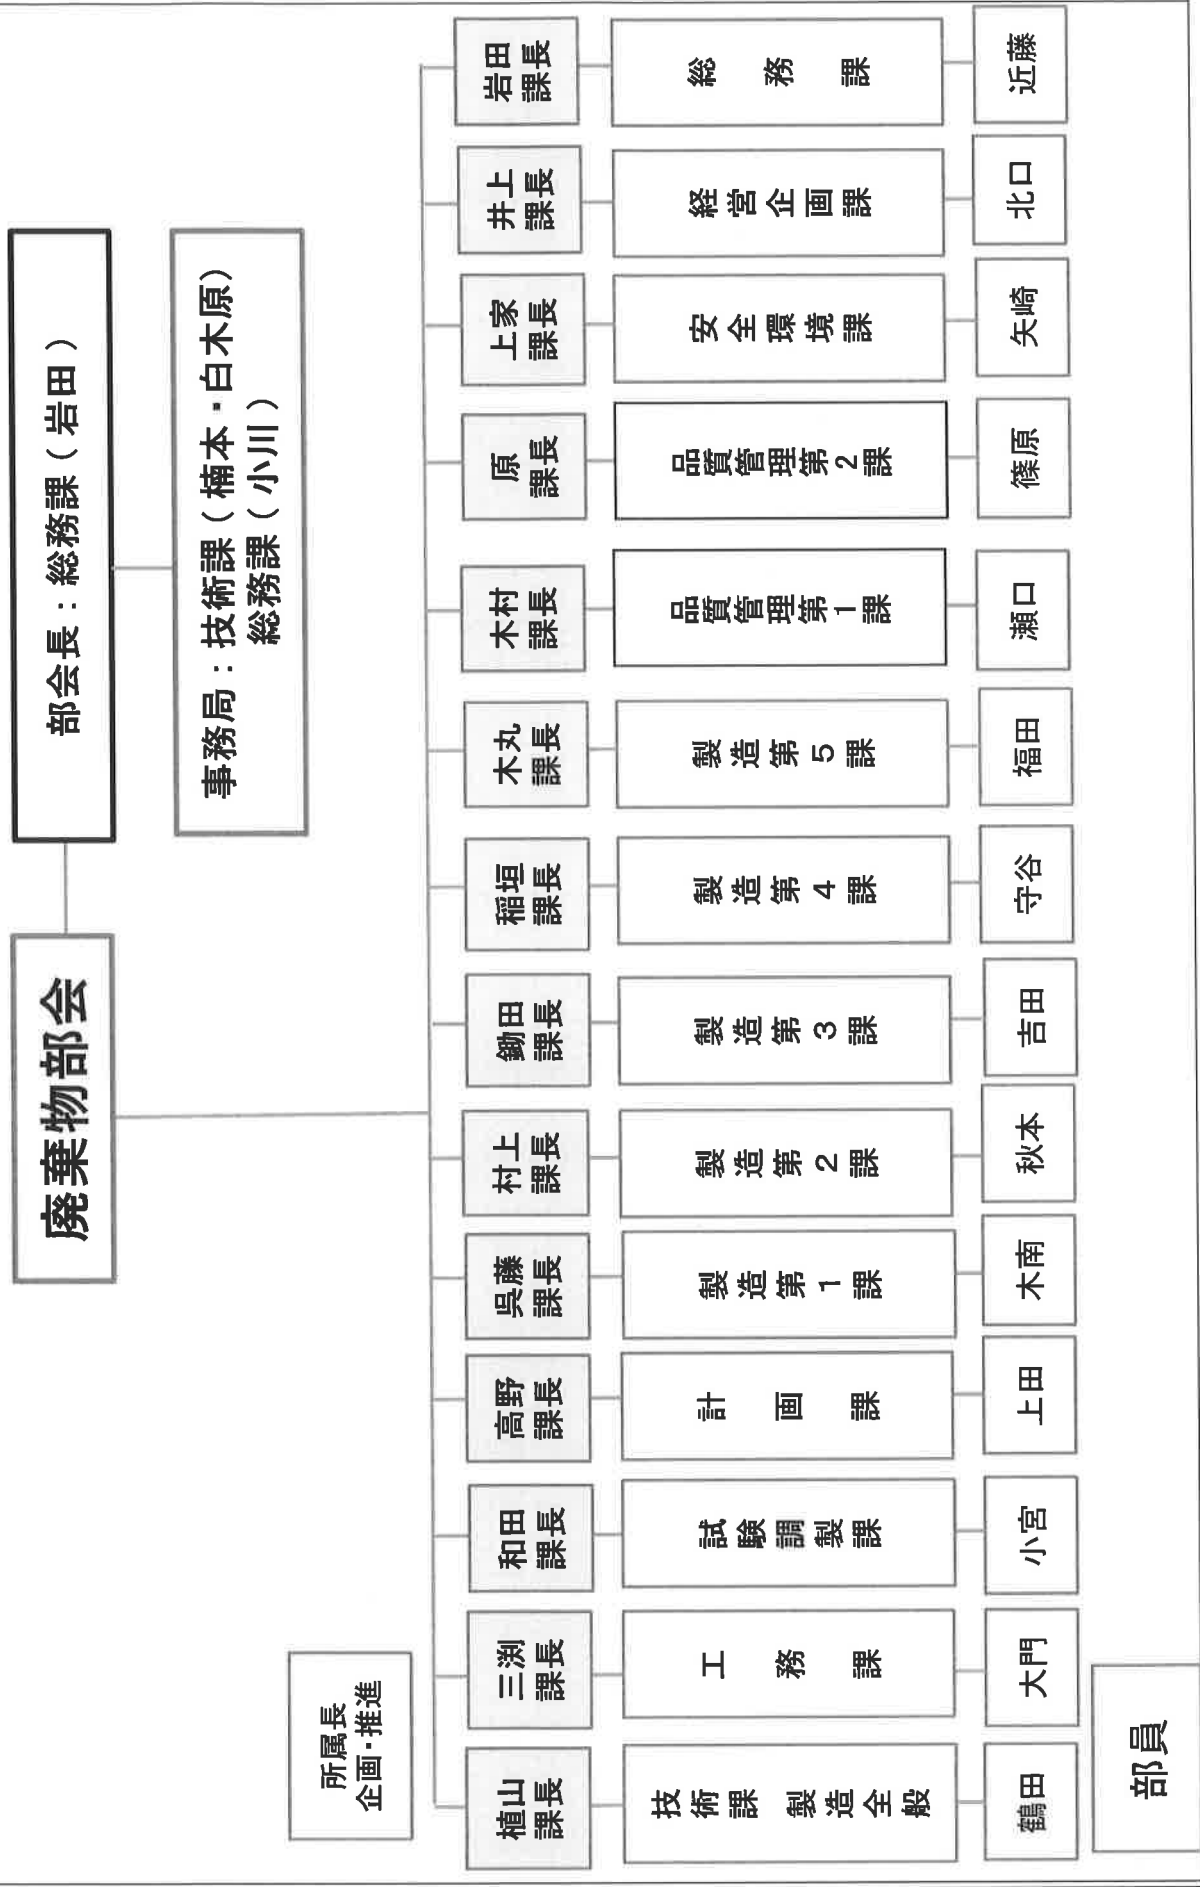 廃棄物部会
部会長:総務課(岩田)
事務局:技術課(楠本・白木原)
総務課(小川)
所属長
企画・推進
植山
課長
三渕
課長
和田
課長
高野
課長
呉藤
課長
村上
課長
鋤田
課長
稲垣
課長
木丸
課長
木村
課長
原
課長
上家
課長
井上
課長
岩田
課長
技術課 製造全般
工務課
試験調製課
計画課
製造第1課
製造第2課
製造第3課
製造第4課
製造第5課
品質管理第1課
品質管理第2課
安全環境課
経営企画課
総務課
鶴田
大門
小宮
上田
木南
秋本
吉田
守谷
福田
瀬口
篠原
矢崎
北口
近藤
部員